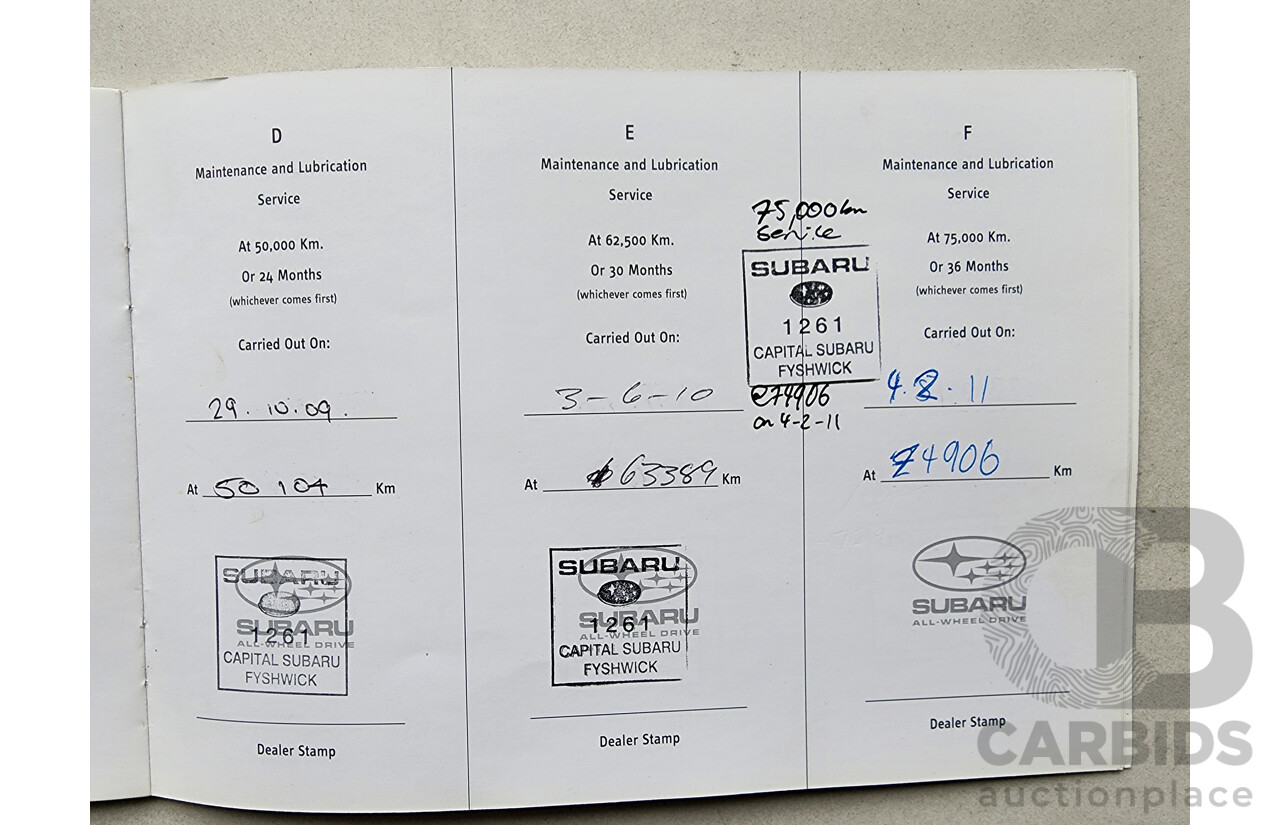 D
Maintenance and Lubrication
Service
At 50,000 Km.
Or 24 Months
(whichever comes first)
Carried Out On:
29.10.09.
At 50 104 Km
SUBARU
SUBARU
1261
ALL-WHEEL DRIVE
CAPITAL SUBARU
FYSHWICK
Dealer Stamp
E
Maintenance and Lubrication
Service
At 62,500 Km.
Or 30 Months
(whichever comes first)
Carried Out On:
3-6-10
At 63389 Km
SUBARU
SUBARU
1261
ALL-WHEEL DRIVE
CAPITAL SUBARU
FYSHWICK
Dealer Stamp
75,000km
Service
SUBARU
1261
CAPITAL SUBARU
FYSHWICK
@74906
on 4-2-11
F
Maintenance and Lubrication
Service
At 75,000 Km.
Or 36 Months
(whichever comes first)
Carried Out On:
4.2.11
At 74906 Km
SUBARU
ALL-WHEEL DRIVE
Dealer Stamp
CARBIDS
auctionplace